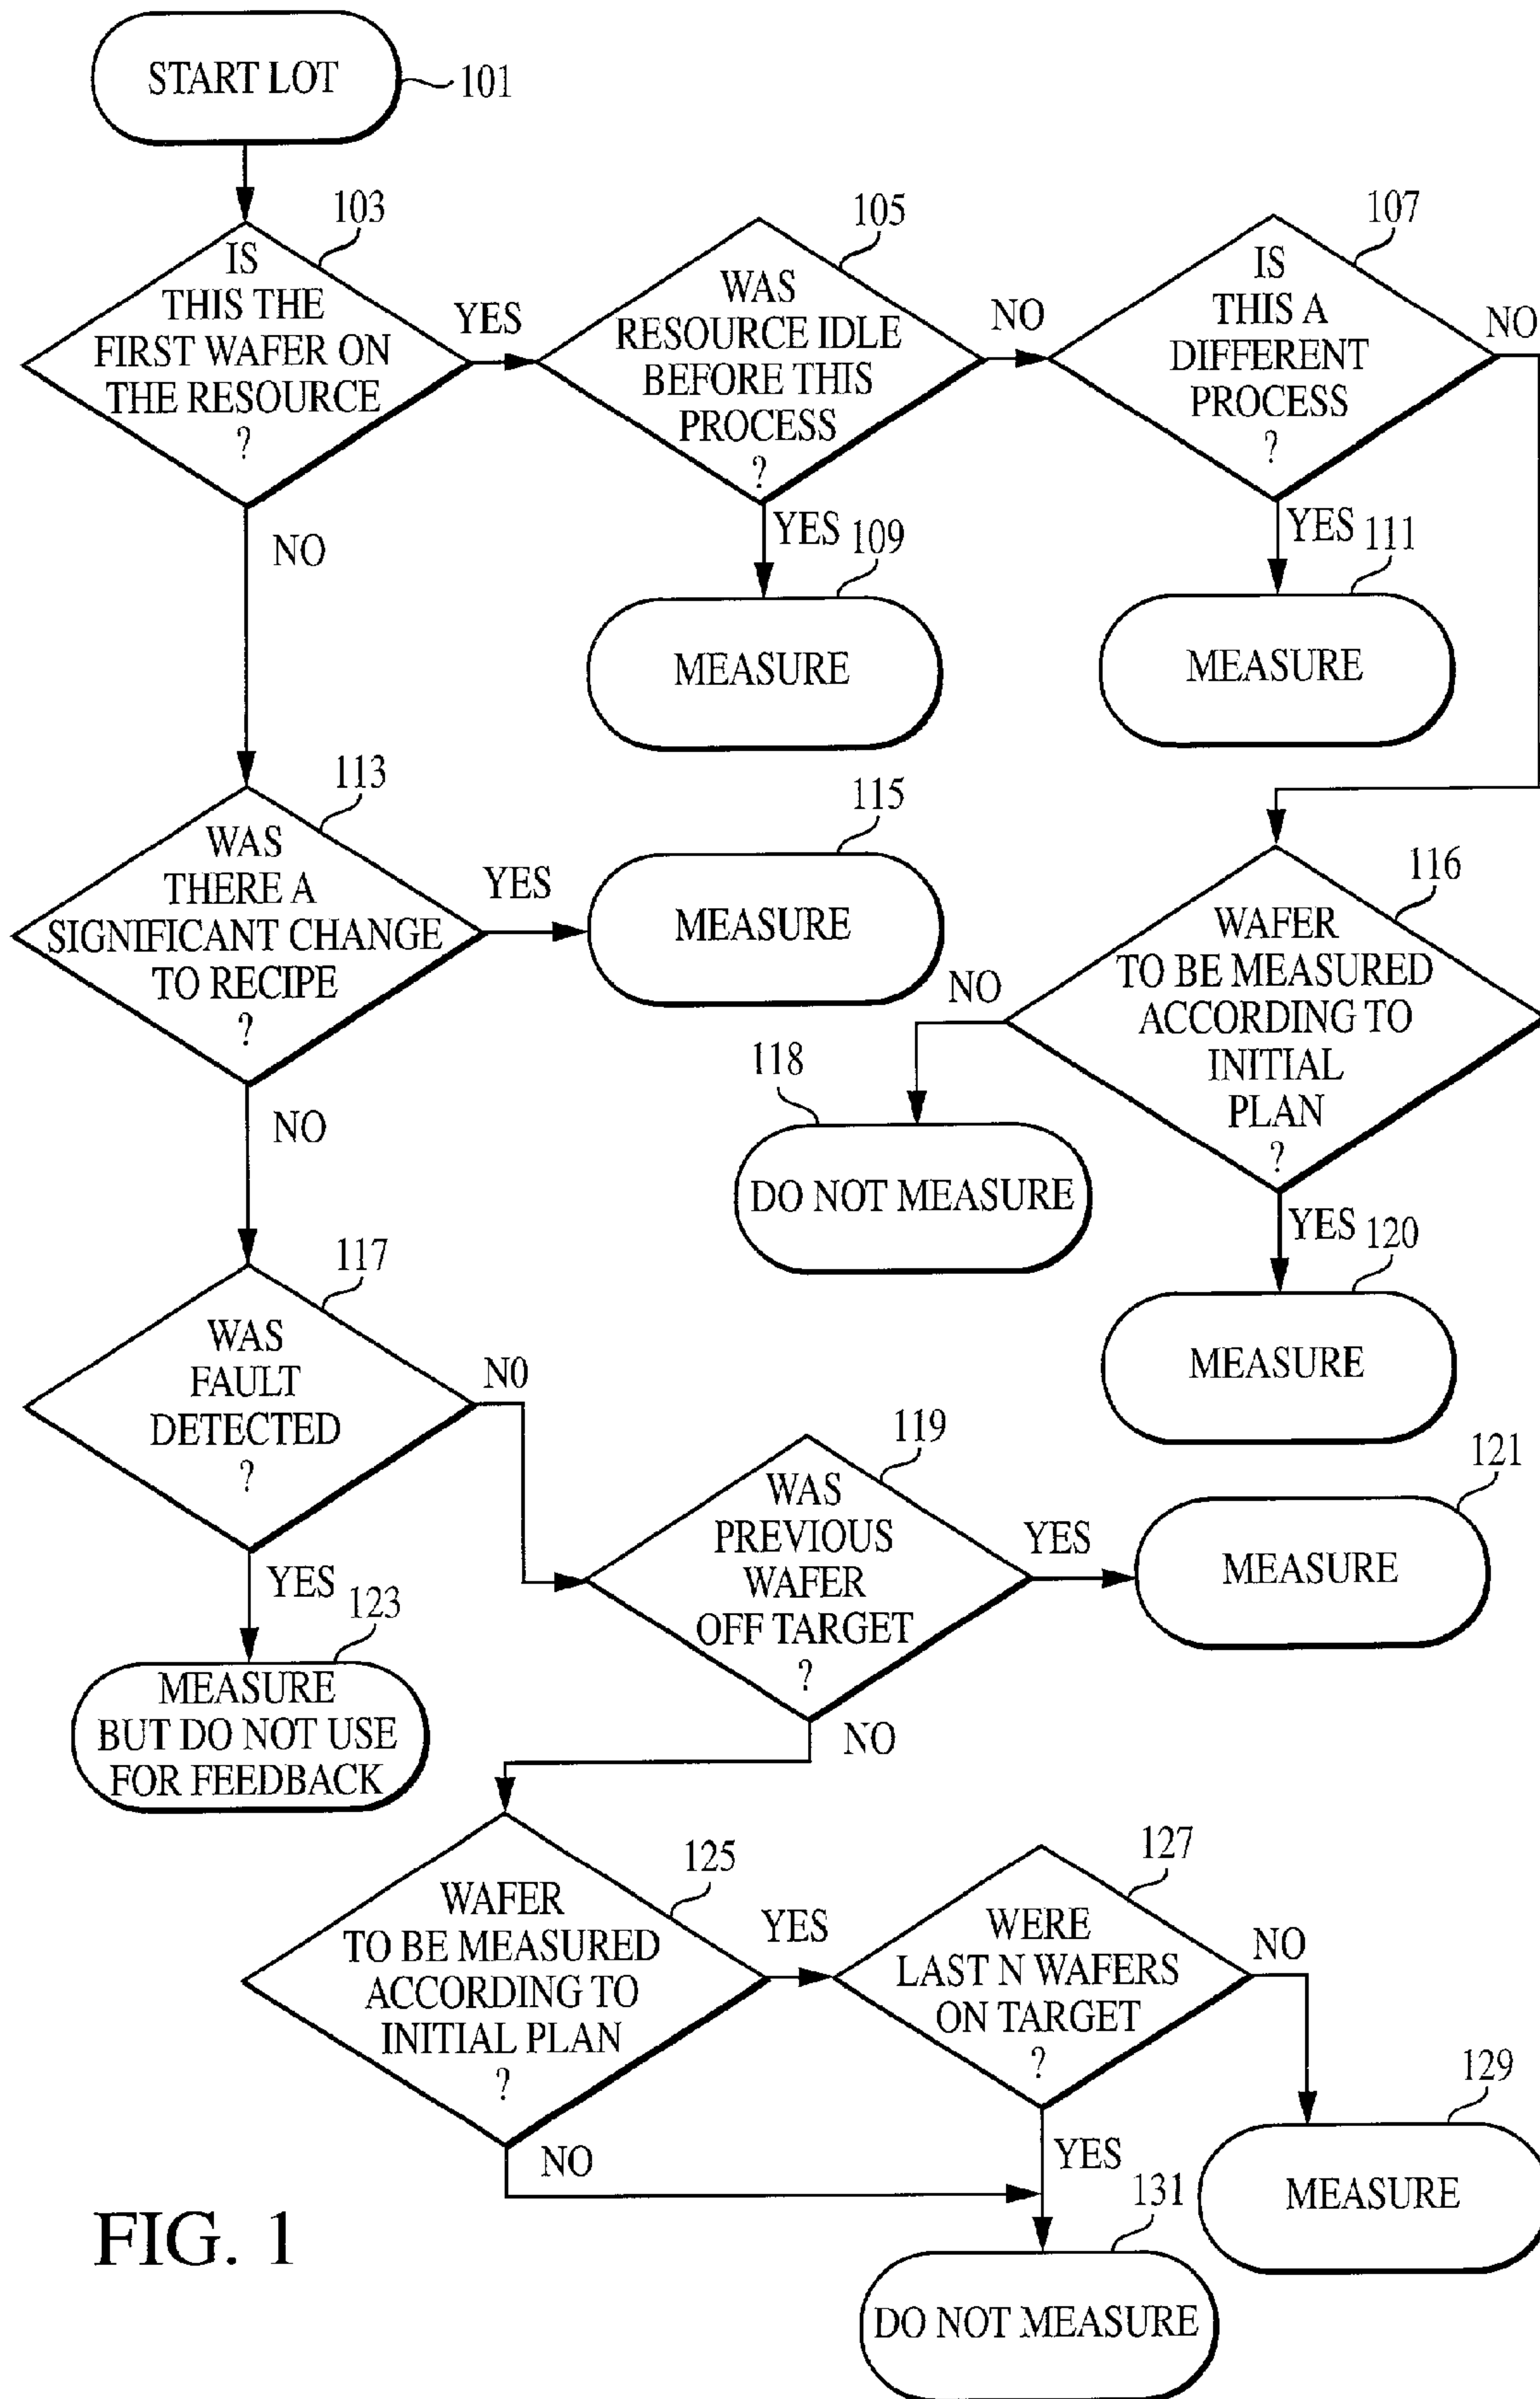 START LOT
101
103
IS
THIS THE
FIRST WAFER ON
THE RESOURCE
?
YES
NO
105
WAS
RESOURCE IDLE
BEFORE THIS
PROCESS
?
NO
YES
107
IS
THIS A
DIFFERENT
PROCESS
?
NO
YES
109
MEASURE
111
MEASURE
113
WAS
THERE A
SIGNIFICANT CHANGE
TO RECIPE
?
YES
NO
115
MEASURE
116
WAFER
TO BE MEASURED
ACCORDING TO
INITIAL
PLAN
?
NO
YES
118
DO NOT MEASURE
120
MEASURE
117
WAS
FAULT
DETECTED
?
N0
YES
119
WAS
PREVIOUS
WAFER
OFF TARGET
?
YES
NO
121
MEASURE
123
MEASURE
BUT DO NOT USE
FOR FEEDBACK
125
WAFER
TO BE MEASURED
ACCORDING TO
INITIAL PLAN
?
YES
NO
127
WERE
LAST N WAFERS
ON TARGET
?
NO
YES
129
MEASURE
131
DO NOT MEASURE
FIG. 1